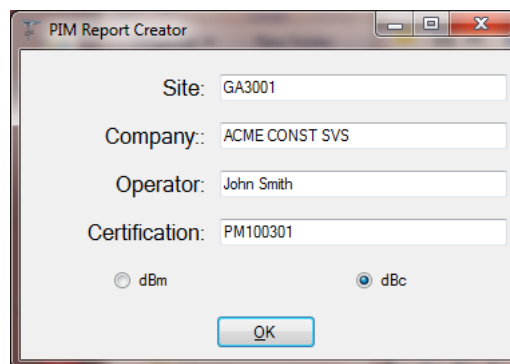 PIM Report Creator
Site: GA3001
Company:: ACME CONST SVS
Operator: John Smith
Certification: PM100301
dBm dBc
OK